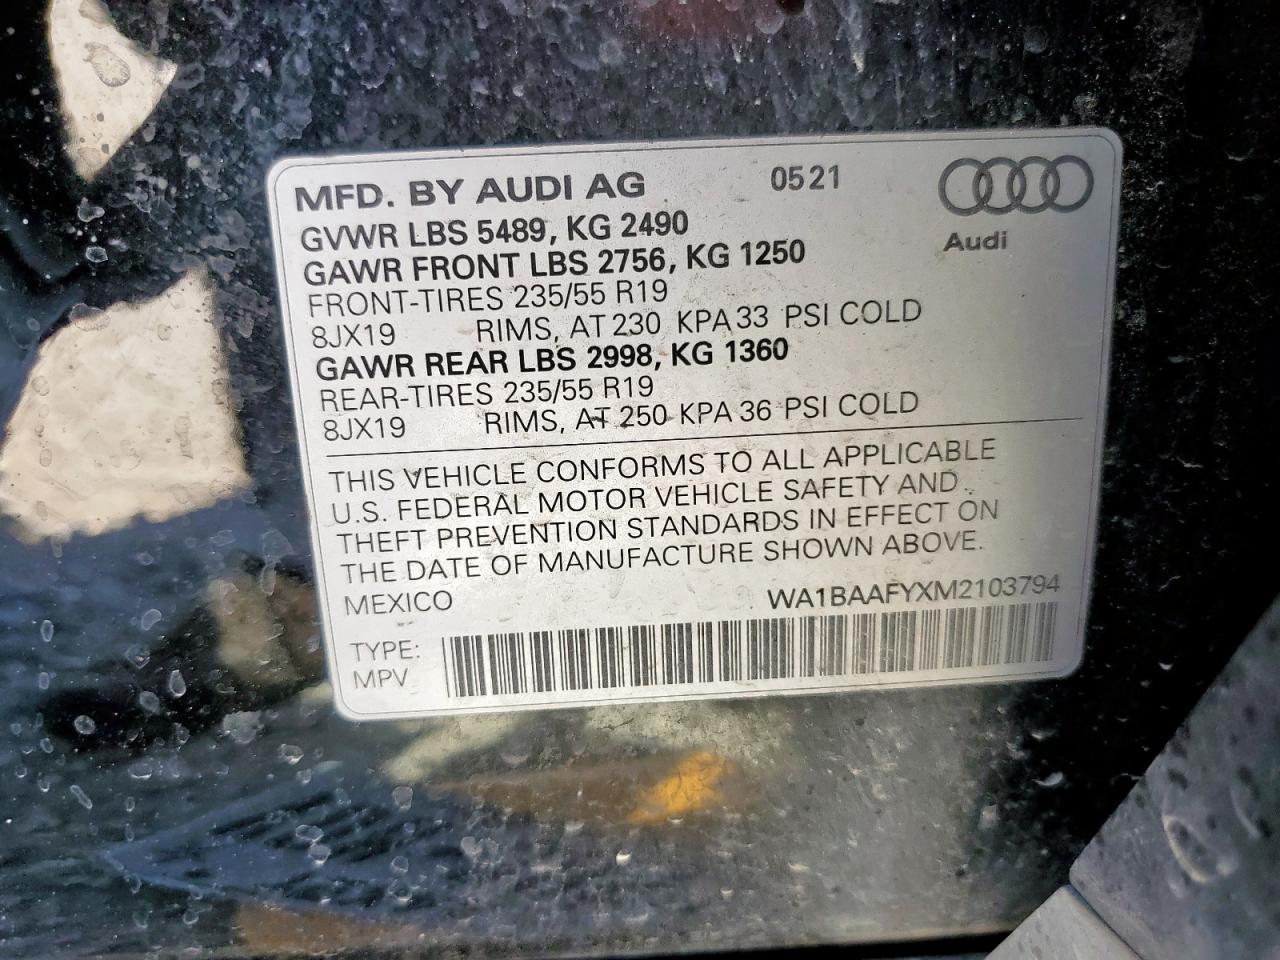 MFD. BY AUDI AG 0521
Audi
GVWR LBS 5489, KG 2490
GAWR FRONT LBS 2756, KG 1250
FRONT-TIRES 235/55 R19
8JX19 RIMS, AT 230 KPA 33 PSI COLD
GAWR REAR LBS 2998, KG 1360
REAR-TIRES 235/55 R19
8JX19 RIMS, AT 250 KPA 36 PSI COLD
THIS VEHICLE CONFORMS TO ALL APPLICABLE
U.S. FEDERAL MOTOR VEHICLE SAFETY AND
THEFT PREVENTION STANDARDS IN EFFECT ON
THE DATE OF MANUFACTURE SHOWN ABOVE.
MEXICO WA1BAAFYXM2103794
TYPE:
MPV